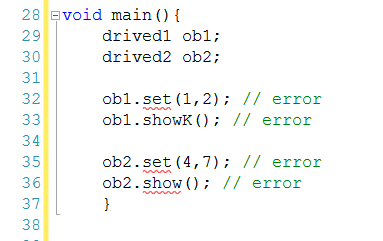 28 void main(){
29 drived1 ob1;
30 drived2 ob2;
31
32 ob1.set(1,2); // error
33 ob1.showK(); // error
34
35 ob2.set(4,7); // error
36 ob2.show(); // error
37 }
38